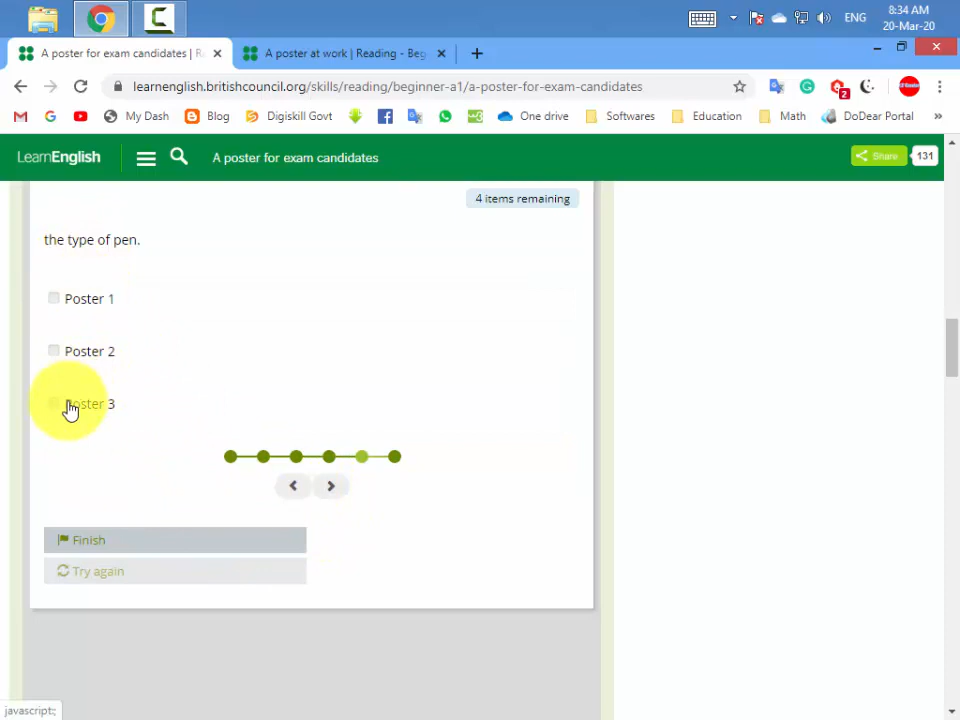 8:34 AM
ENG
20-Mar-20
A poster for exam candidates | Re
A poster at work | Reading - Beg
learnenglish.britishcouncil.org/skills/reading/beginner-a1/a-poster-for-exam-candidates
2
My Dash
Blog
Digiskill Govt
One drive
Softwares
Education
Math
DoDear Portal
LearnEnglish
A poster for exam candidates
Share
131
4 items remaining
the type of pen.
Poster 1
Poster 2
Poster 3
Finish
Try again
javascript:;